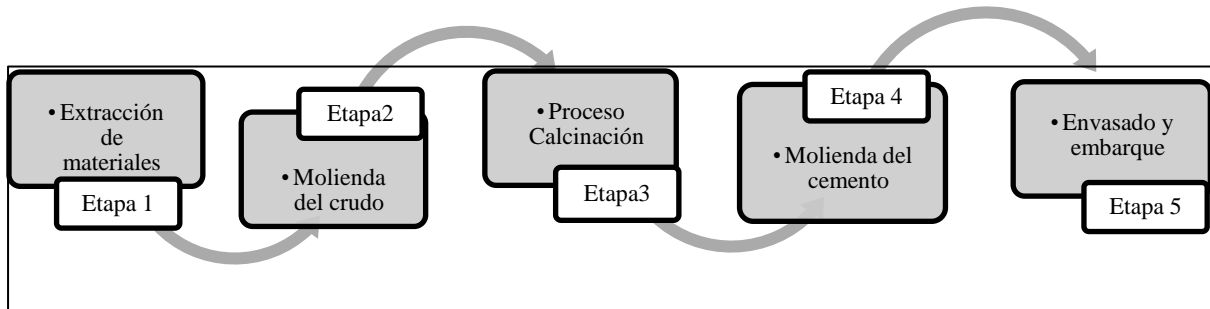 • Extracción
de
materiales
Etapa 1
Etapa2
• Molienda
del crudo
• Proceso
Calcinación
Etapa3
Etapa 4
• Molienda del
cemento
• Envasado y
embarque
Etapa 5